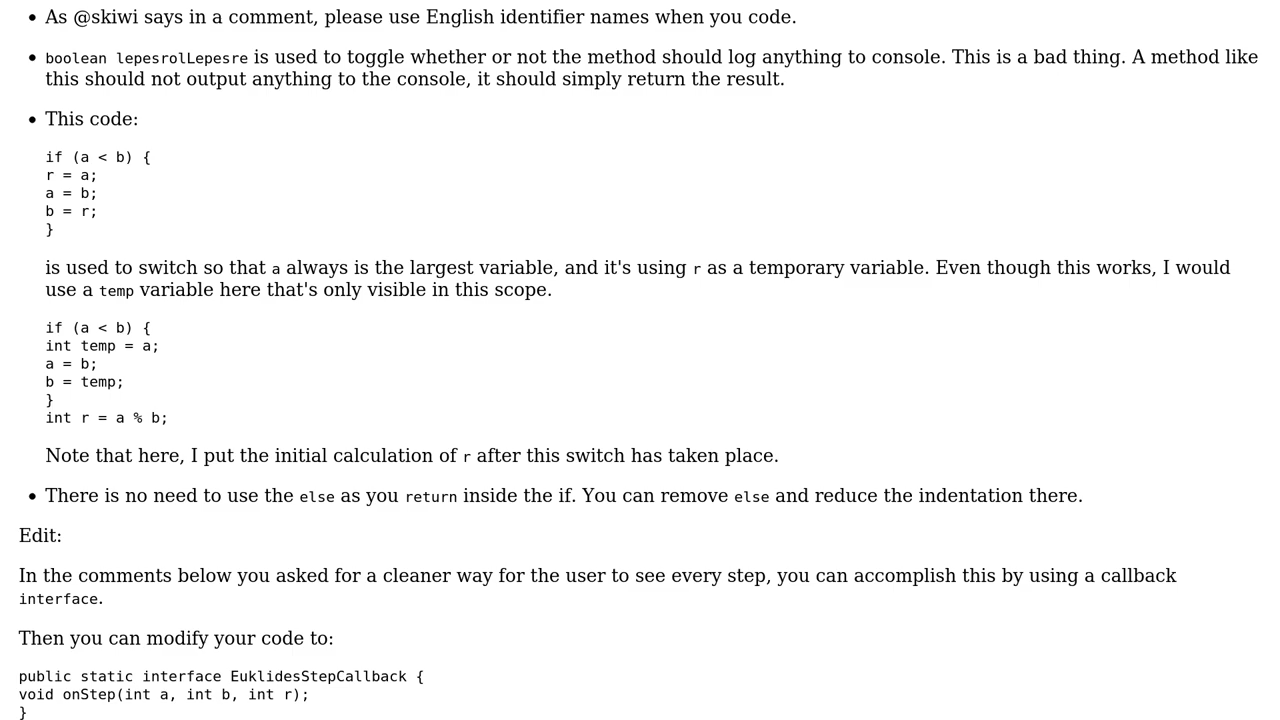 • As @skiwi says in a comment, please use English identifier names when you code.
• boolean lepesrolLepesre is used to toggle whether or not the method should log anything to console. This is a bad thing. A method like
this should not output anything to the console, it should simply return the result.
• This code:
if (a < b) {
r = a;
a = b;
b = r;
}
is used to switch so that a always is the largest variable, and it's using r as a temporary variable. Even though this works, I would
use a temp variable here that's only visible in this scope.
if (a < b) {
int temp = a;
a = b;
b = temp;
}
int r = a % b;
Note that here, I put the initial calculation of r after this switch has taken place.
• There is no need to use the else as you return inside the if. You can remove else and reduce the indentation there.
Edit:
In the comments below you asked for a cleaner way for the user to see every step, you can accomplish this by using a callback
interface.
Then you can modify your code to:
public static interface EuklidesStepCallback {
void onStep(int a, int b, int r);
}